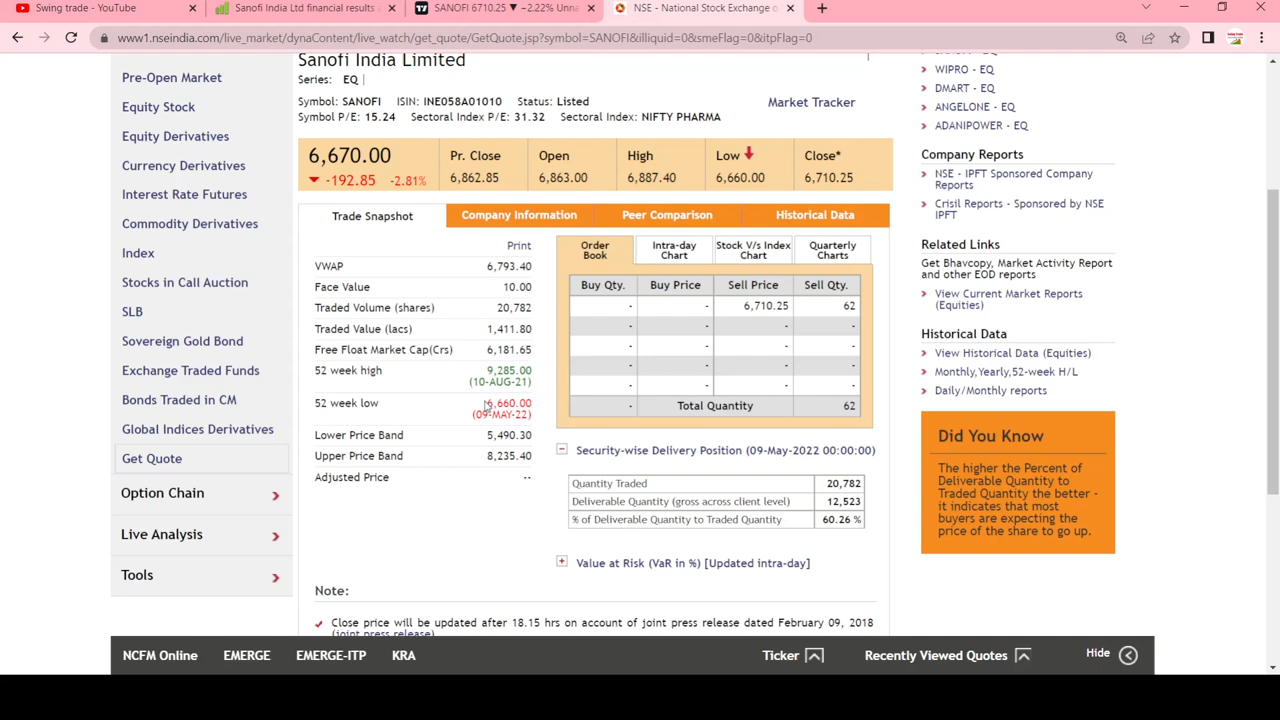 Swing trade - YouTube
Sanofi India Ltd financial results a
SANOFI 6710.25 ▼ −2.22% Unna
NSE - National Stock Exchange o
www1.nseindia.com/live_market/dynaContent/live_watch/get_quote/GetQuote.jsp?symbol=SANOFI&illiquid=0&smeFlag=0&itpFlag=0
Pre-Open Market
Equity Stock
Equity Derivatives
Currency Derivatives
Interest Rate Futures
Commodity Derivatives
Index
Stocks in Call Auction
SLB
Sovereign Gold Bond
Exchange Traded Funds
Bonds Traded in CM
Global Indices Derivatives
Get Quote
Option Chain
Live Analysis
Tools
Sanofi India Limited
Series: EQ |
Symbol: SANOFI ISIN: INE058A01010 Status: Listed
Symbol P/E: 15.24 Sectoral Index P/E: 31.32 Sectoral Index: NIFTY PHARMA
Market Tracker
6,670.00
▼ -192.85 -2.81%
Pr. Close Open High Low Close*
6,862.85 6,863.00 6,887.40 6,660.00 6,710.25
Trade Snapshot Company Information Peer Comparison Historical Data
Print
VWAP 6,793.40
Face Value 10.00
Traded Volume (shares) 20,782
Traded Value (lacs) 1,411.80
Free Float Market Cap(Crs) 6,181.65
52 week high 9,285.00
(10-AUG-21)
52 week low 6,660.00
(09-MAY-22)
Lower Price Band 5,490.30
Upper Price Band 8,235.40
Adjusted Price --
Order Book
Intra-day Chart
Stock V/s Index Chart
Quarterly Charts
Buy Qty. Buy Price Sell Price Sell Qty.
- - 6,710.25 62
- - - -
- - - -
- - - -
- - - -
- Total Quantity 62
Security-wise Delivery Position (09-May-2022 00:00:00)
Quantity Traded 20,782
Deliverable Quantity (gross across client level) 12,523
% of Deliverable Quantity to Traded Quantity 60.26 %
Value at Risk (VaR in %) [Updated intra-day]
Note:
Close price will be updated after 18.15 hrs on account of joint press release dated February 09, 2018
(joint press release)
WIPRO - EQ
DMART - EQ
ANGELONE - EQ
ADANIPOWER - EQ
Company Reports
NSE - IPFT Sponsored Company
Reports
Crisil Reports - Sponsored by NSE
IPFT
Related Links
Get Bhavcopy, Market Activity Report
and other EOD reports
View Current Market Reports
(Equities)
Historical Data
View Historical Data (Equities)
Monthly,Yearly,52-week H/L
Daily/Monthly reports
Did You Know
The higher the Percent of
Deliverable Quantity to
Traded Quantity the better -
it indicates that most
buyers are expecting the
price of the share to go up.
NCFM Online EMERGE EMERGE-ITP KRA Ticker Recently Viewed Quotes Hide